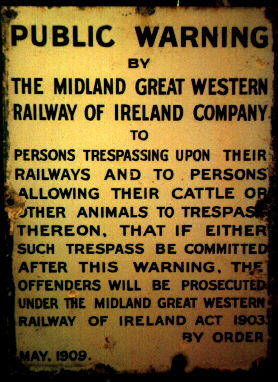 PUBLIC WARNING
BY
THE MIDLAND GREAT WESTERN
RAILWAY OF IRELAND COMPANY
TO
PERSONS TRESPASSING UPON THEIR
RAILWAYS AND TO PERSONS
ALLOWING THEIR CATTLE OR
OTHER ANIMALS TO TRESPASS
THEREON, THAT IF EITHER
SUCH TRESPASS BE COMMITTED
AFTER THIS WARNING, THE
OFFENDERS WILL BE PROSECUTED
UNDER THE MIDLAND GREAT WESTERN
RAILWAY OF IRELAND ACT 1903.
BY ORDER
MAY, 1909.